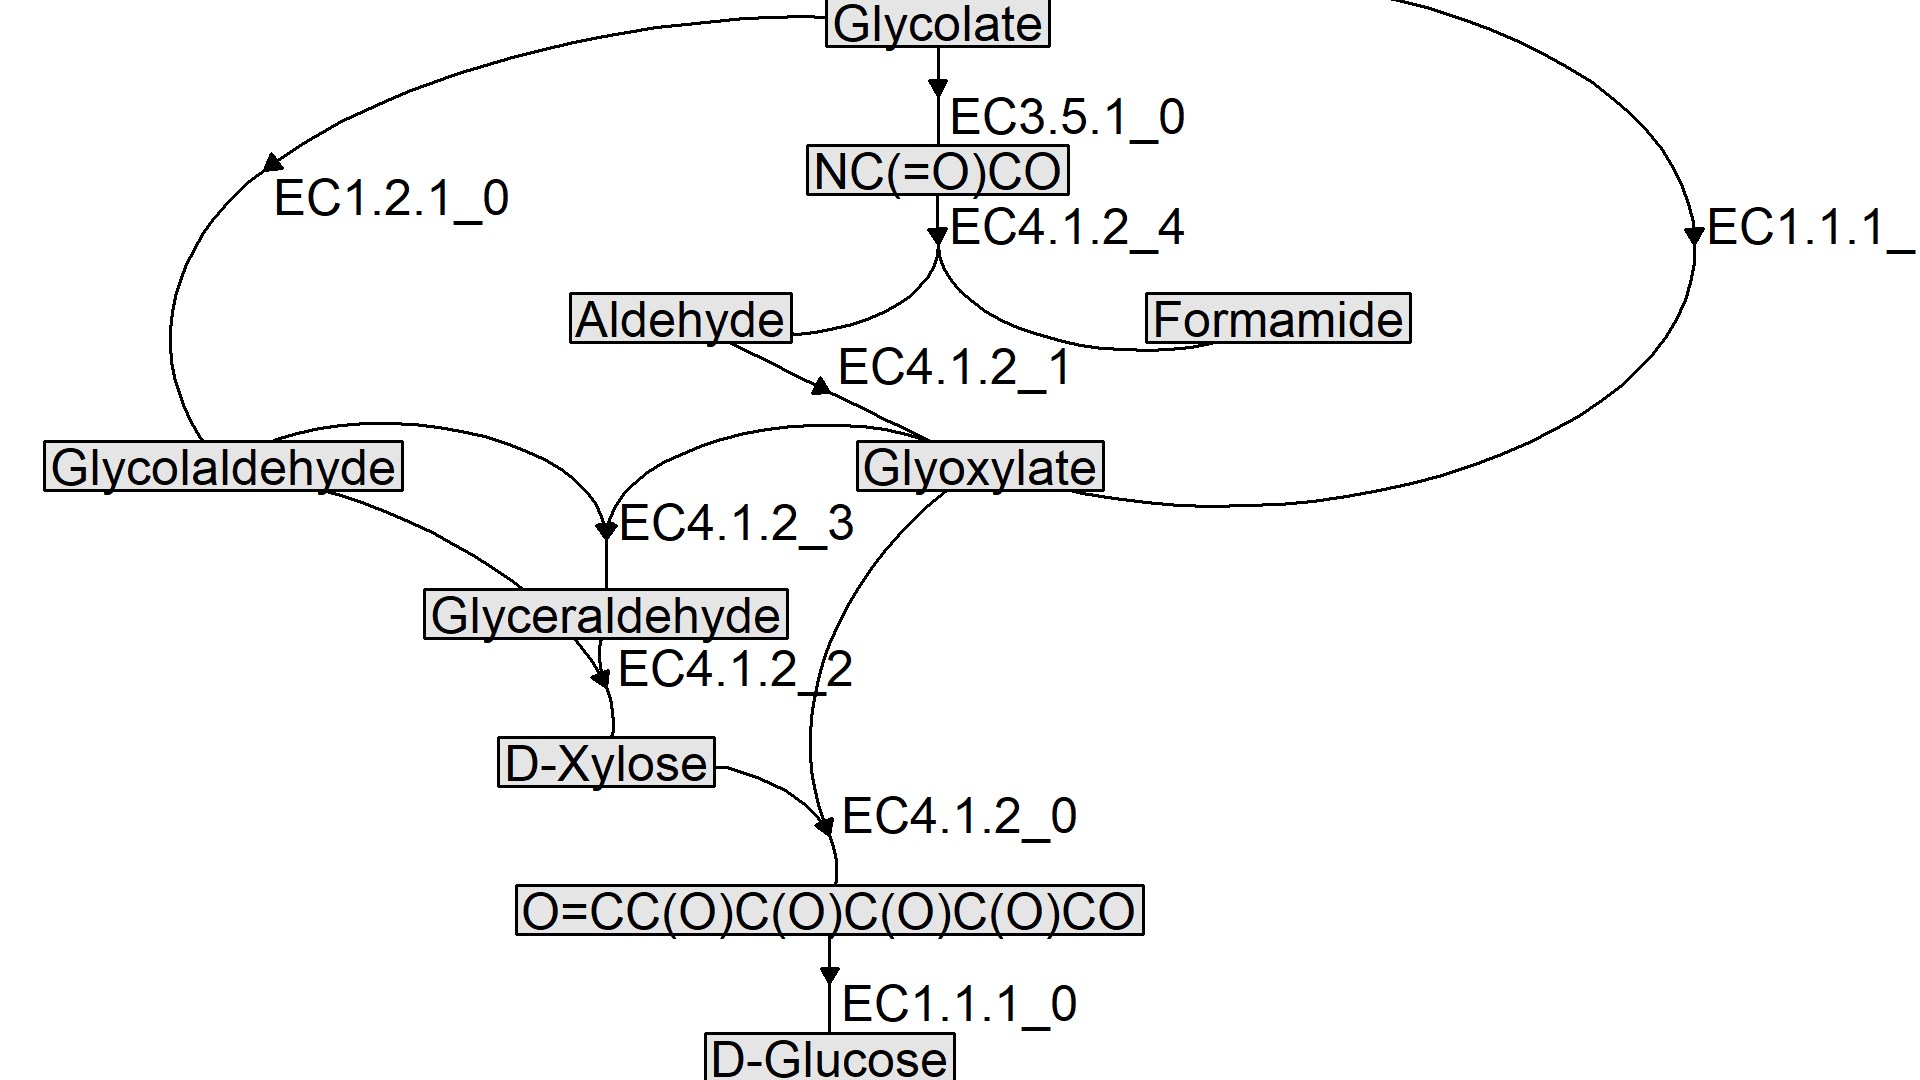 Glycolate
EC3.5.1_0
NC(=O)CO
EC1.2.1_0
EC4.1.2_4
EC1.1.1_
Aldehyde
Formamide
EC4.1.2_1
Glycolaldehyde
Glyoxylate
EC4.1.2_3
Glyceraldehyde
EC4.1.2_2
D-Xylose
EC4.1.2_0
O=CC(O)C(O)C(O)C(O)CO
EC1.1.1_0
D-Glucose